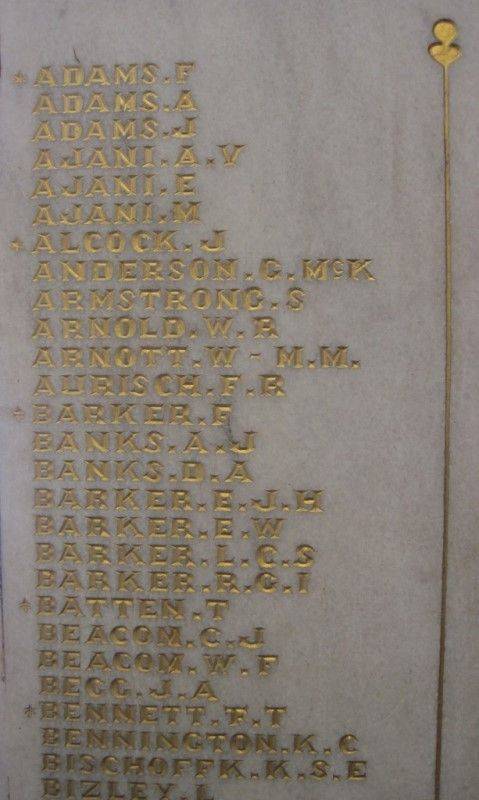 * ADAMS.F
ADAMS.A
ADAMS.J
AJANI.A.V
AJANI.E
AJANI.M
* ALCOCK.J
ANDERSON.G.McK
ARMSTRONG.S
ARNOLD.W.R
ARNOTT.W - M.M.
AURISCH.F.R
* BARKER.F
BANKS.A.J
BANKS.D.A
BARKER.E.J.H
BARKER.E.W
BARKER.L.C.S
BARKER.R.G.I
* BATTEN.T
BEACOM.C.J
BEACOM.W.F
BEGG.J.A
* BENNETT.F.T
BENNINGTON.K.C
BISCHOFFK.K.S.E
BIZLEY.L